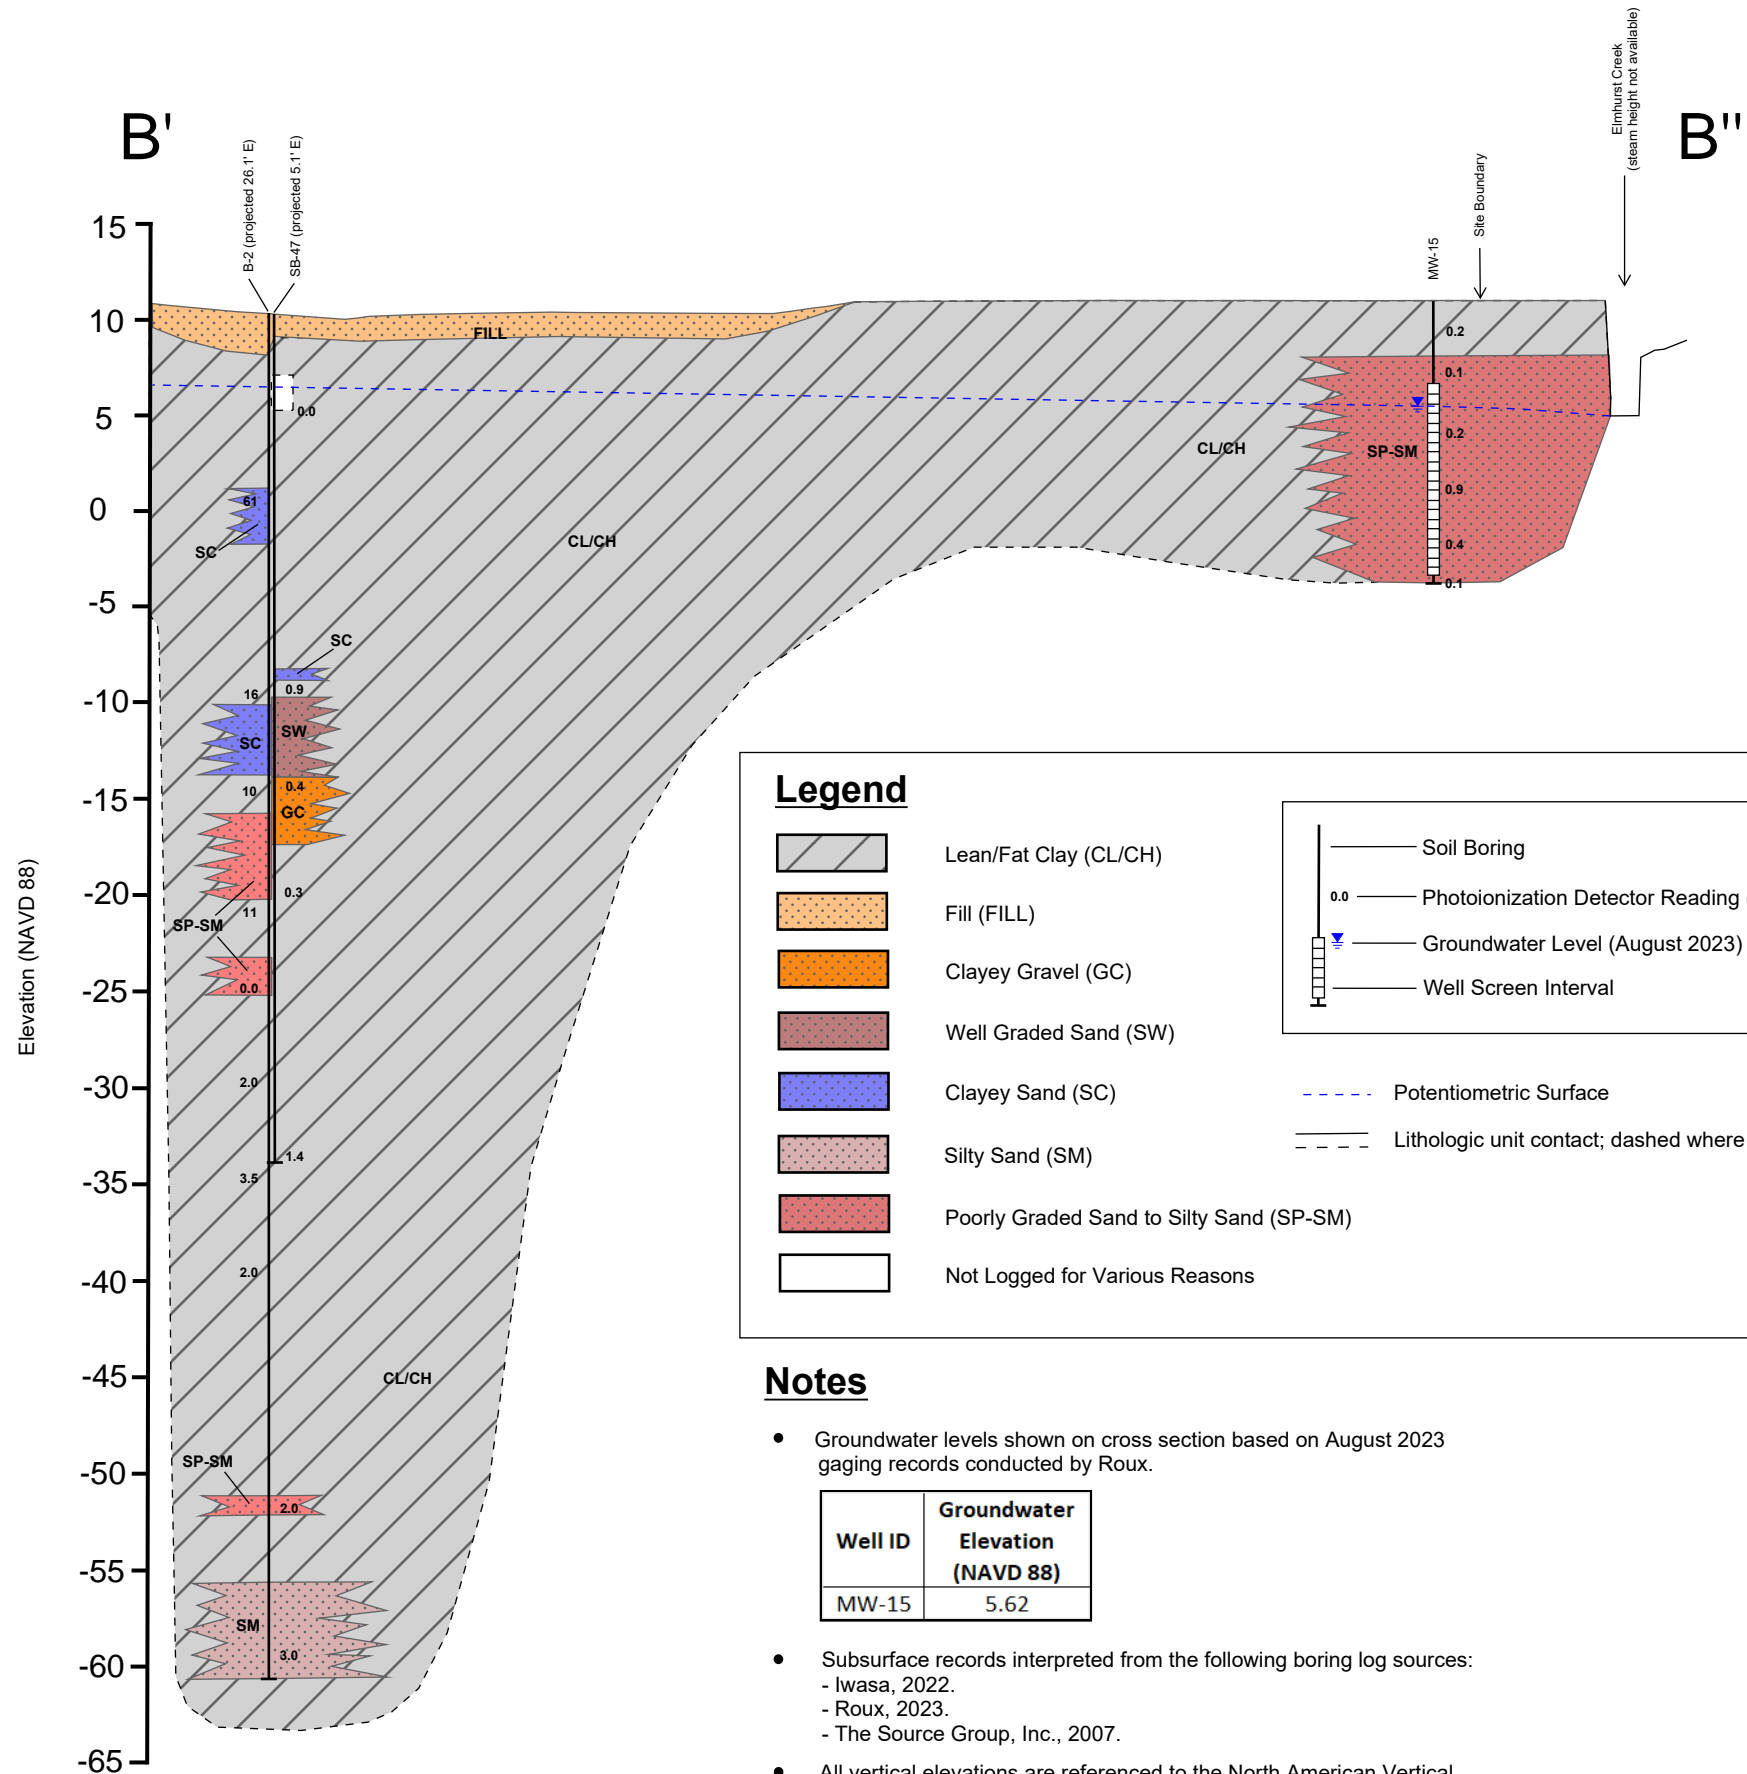 B'
B''
B-2 (projected 26.1' E)
SB-47 (projected 5.1' E)
MW-15
Site Boundary
Elmhurst Creek
(steam height not available)
Elevation (NAVD 88)
15
10
5
0
-5
-10
-15
-20
-25
-30
-35
-40
-45
-50
-55
-60
-65
FILL
0.0
61
SC
CL/CH
CL/CH
SP-SM
0.2
0.1
0.2
0.9
0.4
0.1
SC
16
0.9
SC
SW
10
0.4
GC
0.3
11
SP-SM
0.0
2.0
1.4
3.5
2.0
CL/CH
SP-SM
2.0
SM
3.0
Legend
Lean/Fat Clay (CL/CH)
Fill (FILL)
Clayey Gravel (GC)
Well Graded Sand (SW)
Clayey Sand (SC)
Silty Sand (SM)
Poorly Graded Sand to Silty Sand (SP-SM)
Not Logged for Various Reasons
Soil Boring
0.0 Photoionization Detector Reading
Groundwater Level (August 2023)
Well Screen Interval
Potentiometric Surface
Lithologic unit contact; dashed where
Notes
● Groundwater levels shown on cross section based on August 2023
gaging records conducted by Roux.
Well ID
Groundwater
Elevation
(NAVD 88)
MW-15 5.62
● Subsurface records interpreted from the following boring log sources:
- Iwasa, 2022.
- Roux, 2023.
- The Source Group, Inc., 2007.
● All vertical elevations are referenced to the North American Vertical